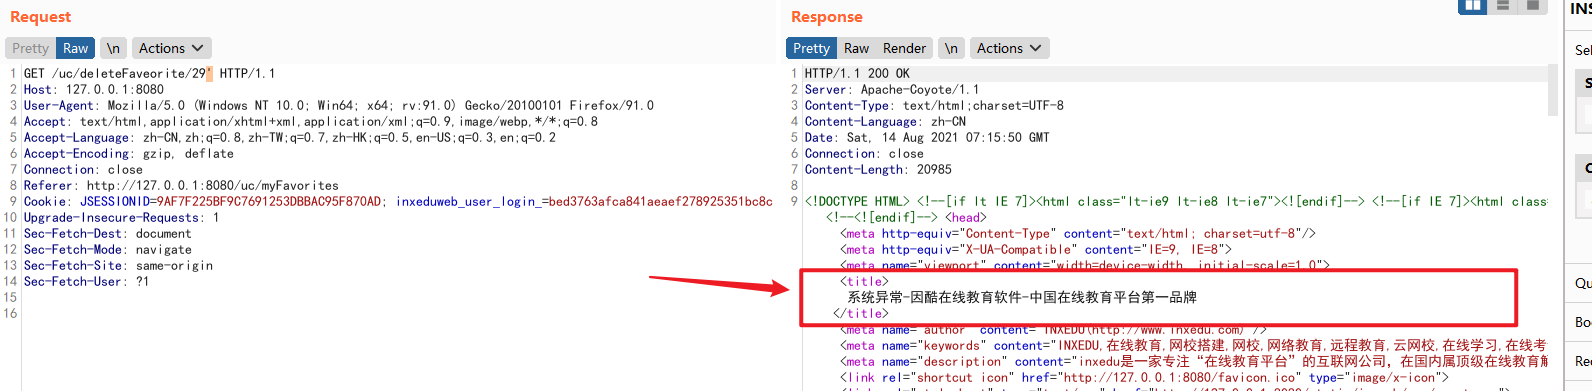 Request
Response
INS
Pretty Raw \n Actions
Pretty Raw Render \n Actions
Sel
1 GET /uc/deleteFaveorite/29' HTTP/1.1
2 Host: 127.0.0.1:8080
3 User-Agent: Mozilla/5.0 (Windows NT 10.0; Win64; x64; rv:91.0) Gecko/20100101 Firefox/91.0
4 Accept: text/html,application/xhtml+xml,application/xml;q=0.9,image/webp,*/*;q=0.8
5 Accept-Language: zh-CN,zh;q=0.8,zh-TW;q=0.7,zh-HK;q=0.5,en-US;q=0.3,en;q=0.2
6 Accept-Encoding: gzip, deflate
7 Connection: close
8 Referer: http://127.0.0.1:8080/uc/myFavorites
9 Cookie: JSESSIONID=9AF7F225BF9C7691253DBBAC95F870AD; inxeduweb_user_login_=bed3763afca841aeaef278925351bc8c
10 Upgrade-Insecure-Requests: 1
11 Sec-Fetch-Dest: document
12 Sec-Fetch-Mode: navigate
13 Sec-Fetch-Site: same-origin
14 Sec-Fetch-User: ?1
15
16
1 HTTP/1.1 200 OK
2 Server: Apache-Coyote/1.1
3 Content-Type: text/html;charset=UTF-8
4 Content-Language: zh-CN
5 Date: Sat, 14 Aug 2021 07:15:50 GMT
6 Connection: close
7 Content-Length: 20985
8
9 <!DOCTYPE HTML> <!--[if lt IE 7]><html class="lt-ie9 lt-ie8 lt-ie7"><![endif]--> <!--[if IE 7]><html class=
<!--<![endif]--> <head>
<meta http-equiv="Content-Type" content="text/html; charset=utf-8"/>
<meta http-equiv="X-UA-Compatible" content="IE=9, IE=8">
<meta name="viewport" content="width=device-width, initial-scale=1.0">
<title>
系统异常-因酷在线教育软件-中国在线教育平台第一品牌
</title>
<meta name="author" content="INXEDU(http://www.inxedu.com)"/>
<meta name="keywords" content="INXEDU,在线教育,网校搭建,网校,网络教育,远程教育,云网校,在线学习,在线考
<meta name="description" content="inxedu是一家专注“在线教育平台”的互联网公司, 在国内属顶级在线教育解
<link rel="shortcut icon" href="http://127.0.0.1:8080/favicon.ico" type="image/x-icon">
S
C
Qu
Boo
Rec